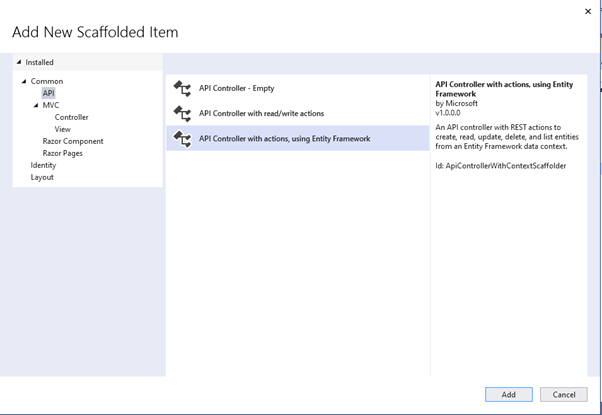 Add New Scaffolded Item
Installed
Common
API
MVC
Controller
View
Razor Component
Razor Pages
Identity
Layout
API Controller - Empty
API Controller with read/write actions
API Controller with actions, using Entity Framework
API Controller with actions, using Entity
Framework
by Microsoft
v1.0.0.0
An API controller with REST actions to
create, read, update, delete, and list entities
from an Entity Framework data context.
Id: ApiControllerWithContextScaffolder
Add
Cancel